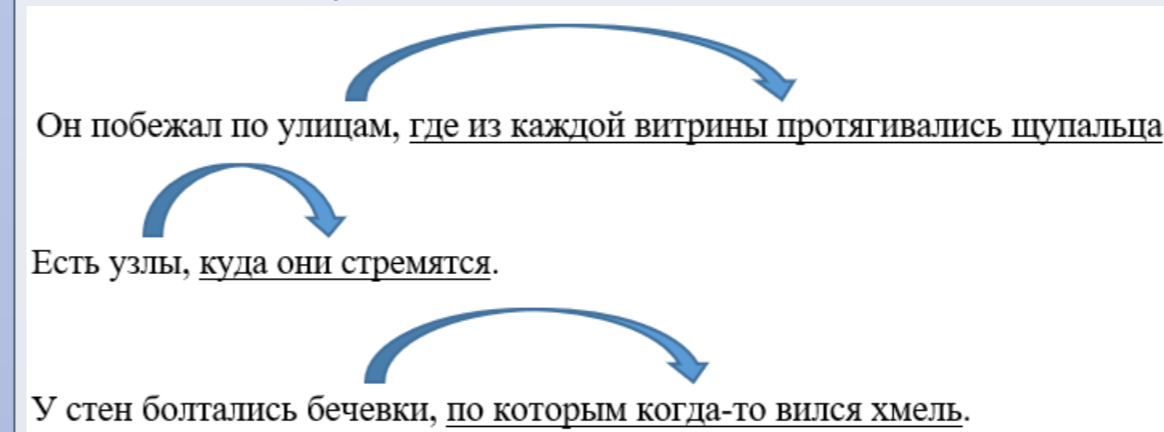 Он побежал по улицам, где из каждой витрины протягивались щупальца
Есть узлы, куда они стремятся.
У стен болтались бечевки, по которым когда-то вился хмель.